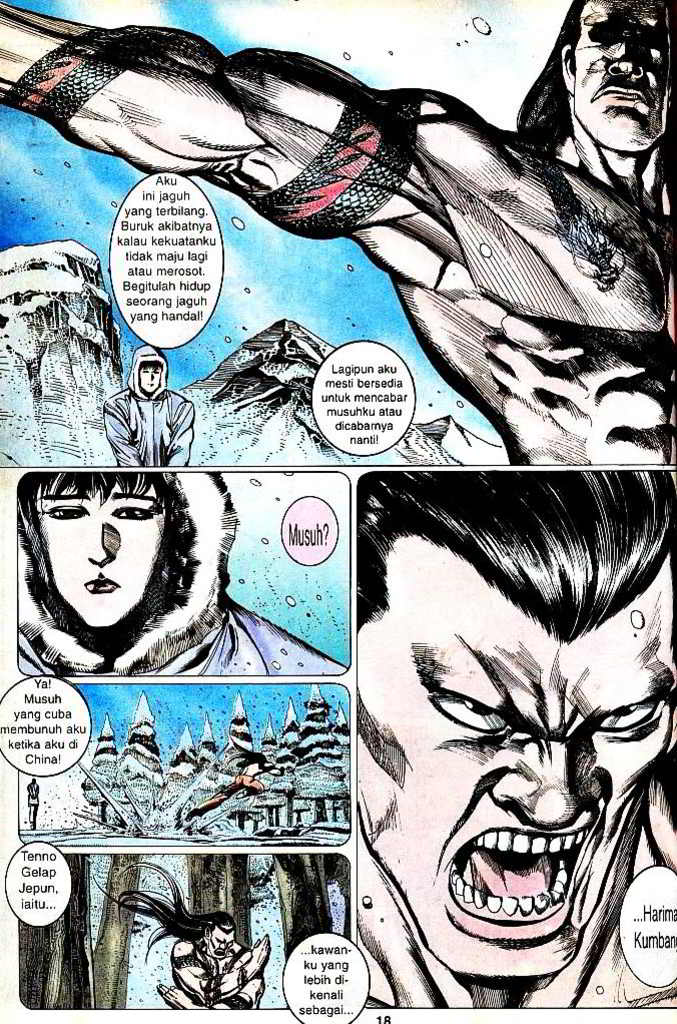 Aku
ini jaguh
yang terbilang.
Buruk akibatnya
kalau kekuatanku
tidak maju lagi
atau merosot.
Begitulah hidup
seorang jaguh
yang handal!
Lagipun aku
mesti bersedia
untuk mencabar
musuhku atau
dicabarnya
nanti!
Musuh?
Ya!
Musuh
yang cuba
membunuh aku
ketika aku di
China!
Tenno
Gelap
Jepun,
iaitu...
...kawan-
ku yang
lebih di-
kenali
sebagai...
...Harimau
Kumbang
18